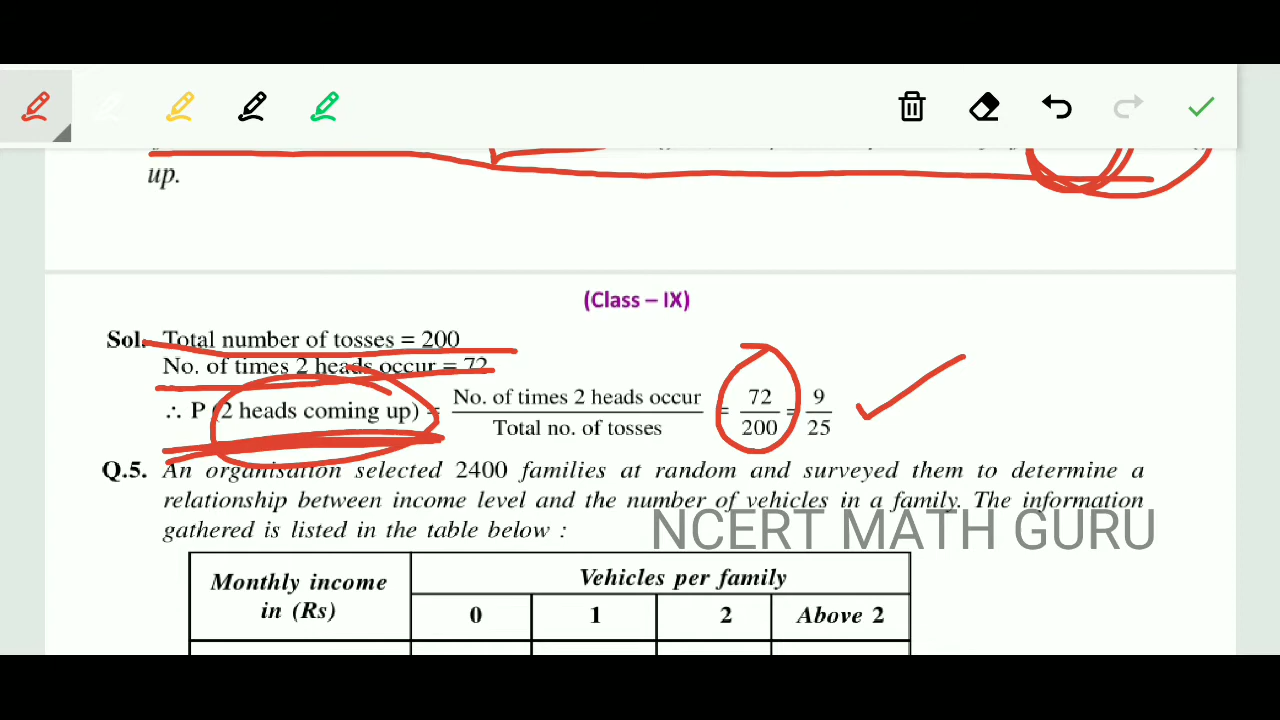 up.
(Class – IX)
Sol. Total number of tosses = 200
No. of times 2 heads occur = 72
∴ P (2 heads coming up) = No. of times 2 heads occur / Total no. of tosses = 72/200 = 9/25
Q.5. An organisation selected 2400 families at random and surveyed them to determine a
relationship between income level and the number of vehicles in a family. The information
gathered is listed in the table below :
NCERT MATH GURU
Monthly income
in (Rs)
Vehicles per family
0 1 2 Above 2